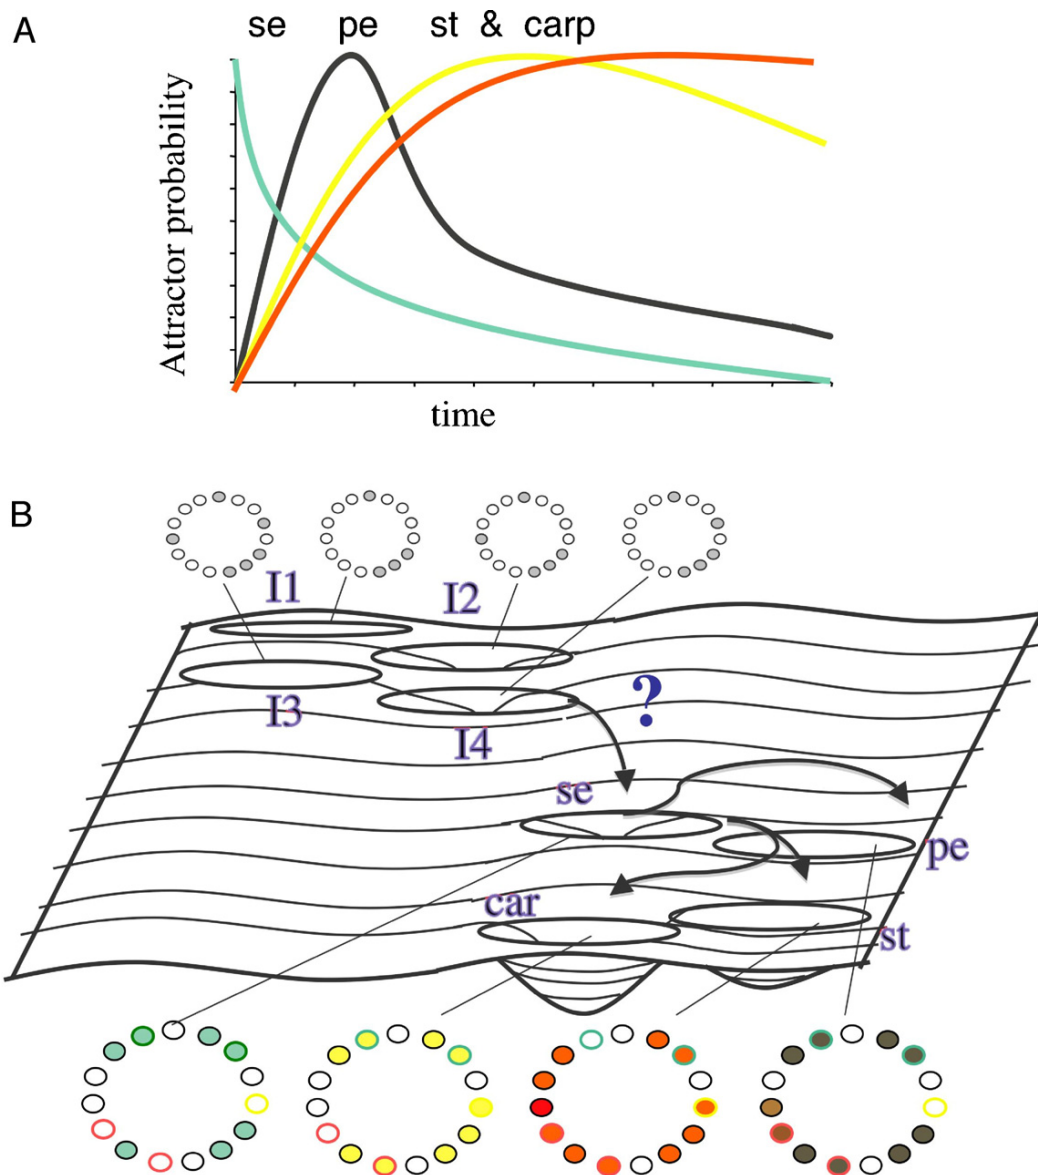 A
se pe st & carp
Attractor probability
time
B
I1
I2
I3
I4
?
se
pe
car
st